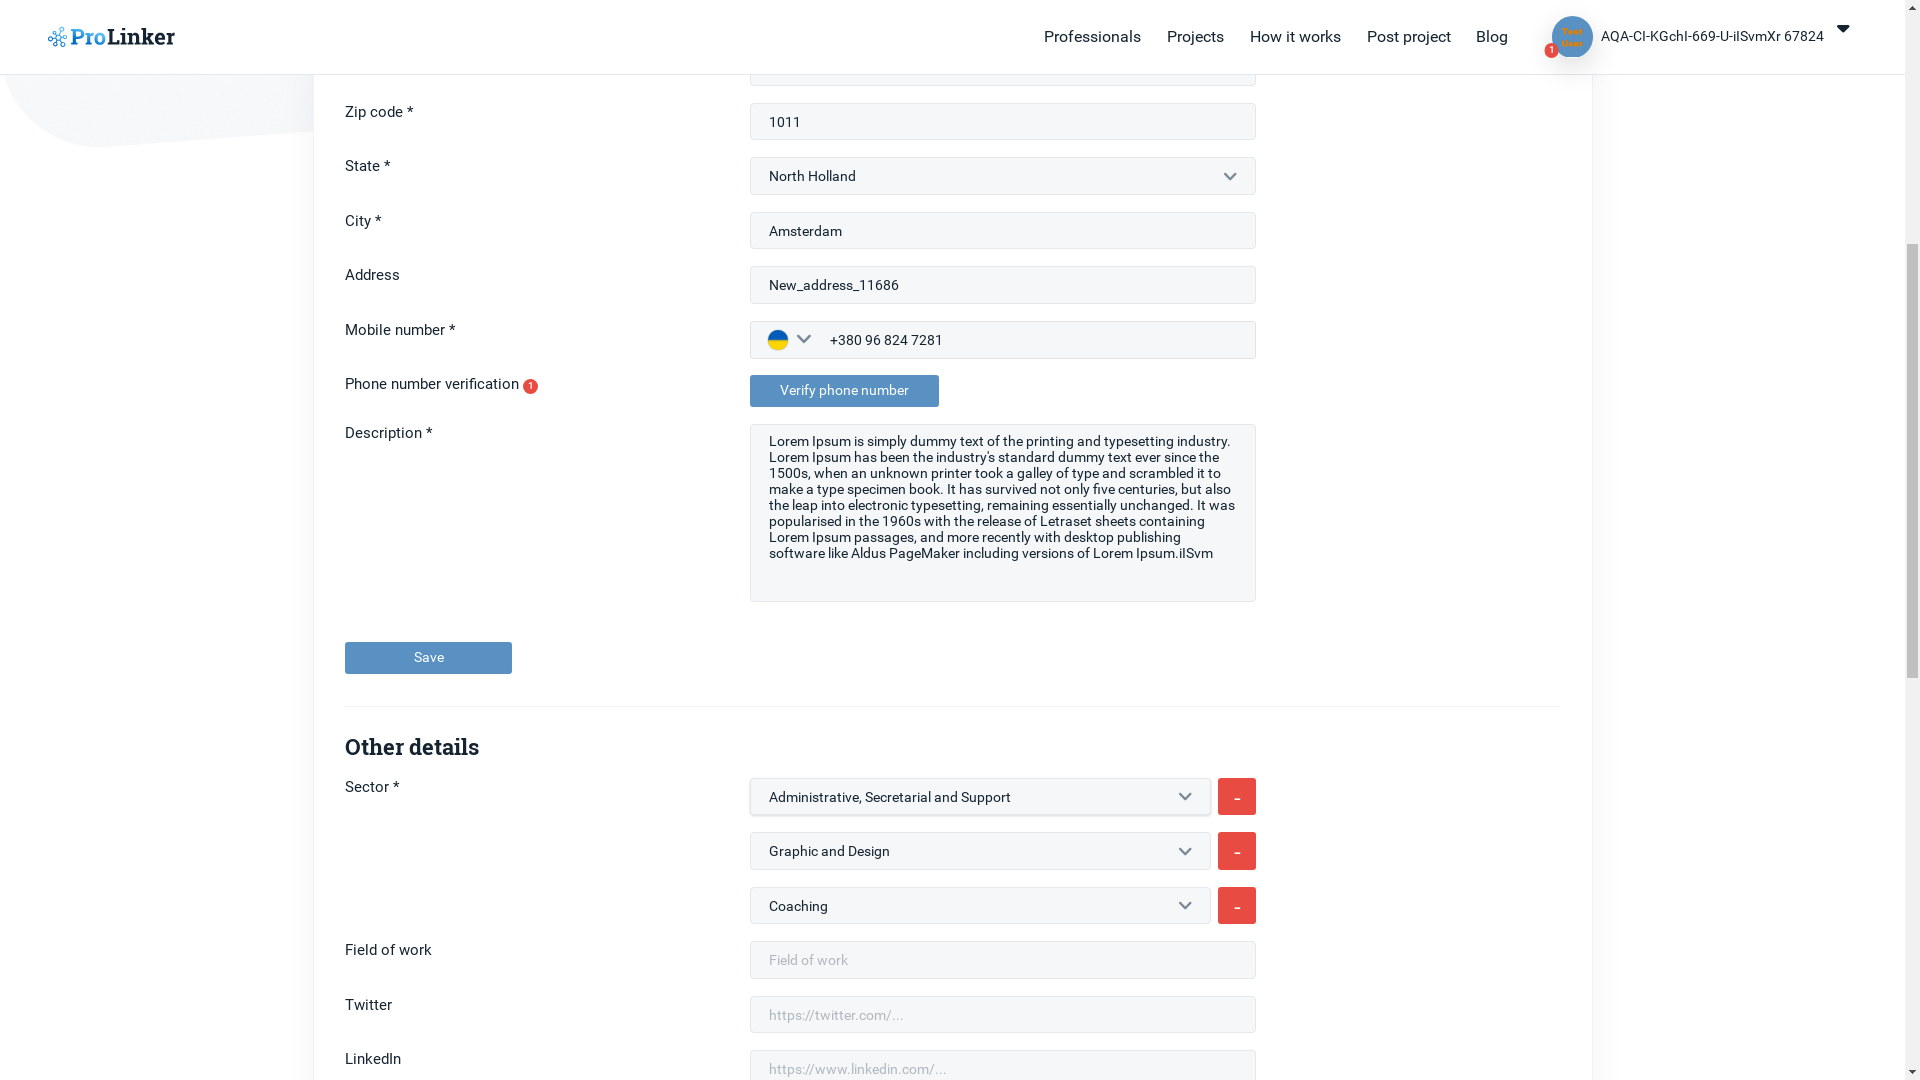 ProLinker
Professionals
Projects
How it works
Post project
Blog
Test
User
1
AQA-CI-KGchI-669-U-iISvmXr 67824
Zip code *
1011
State *
North Holland
City *
Amsterdam
Address
New_address_11686
Mobile number *
+380 96 824 7281
Phone number verification 1
Verify phone number
Description *
Lorem Ipsum is simply dummy text of the printing and typesetting industry.
Lorem Ipsum has been the industry's standard dummy text ever since the
1500s, when an unknown printer took a galley of type and scrambled it to
make a type specimen book. It has survived not only five centuries, but also
the leap into electronic typesetting, remaining essentially unchanged. It was
popularised in the 1960s with the release of Letraset sheets containing
Lorem Ipsum passages, and more recently with desktop publishing
software like Aldus PageMaker including versions of Lorem Ipsum.iISvm
Save
Other details
Sector *
Administrative, Secretarial and Support
-
Graphic and Design
-
Coaching
-
Field of work
Field of work
Twitter
https://twitter.com/...
LinkedIn
https://www.linkedin.com/...